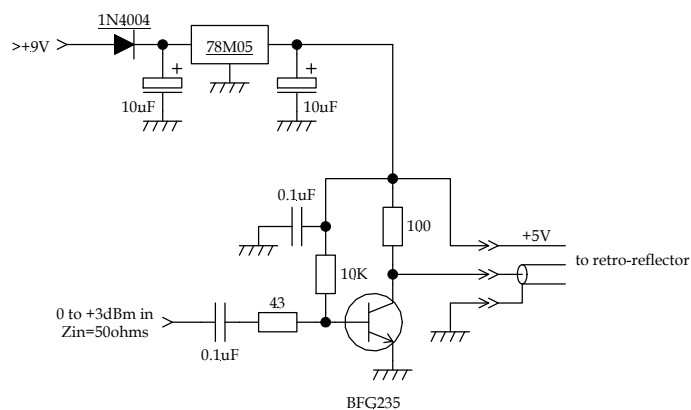 1N4004
>+9V
78M05
+
+
10uF
10uF
0.1uF
100
+5V
to retro-reflector
10K
0 to +3dBm in
Zin=50ohms
43
0.1uF
BFG235